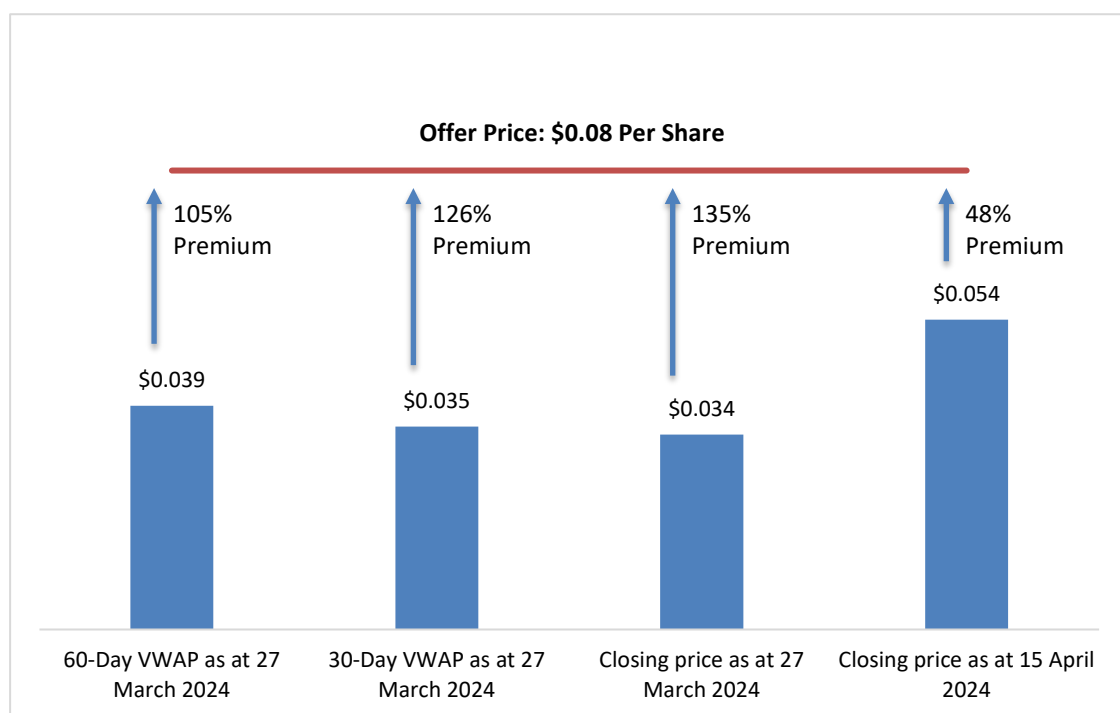 Offer Price: $0.08 Per Share
105%
Premium
126%
Premium
135%
Premium
48%
Premium
$0.039
$0.035
$0.034
$0.054
60-Day VWAP as at 27
March 2024
30-Day VWAP as at 27
March 2024
Closing price as at 27
March 2024
Closing price as at 15 April
2024